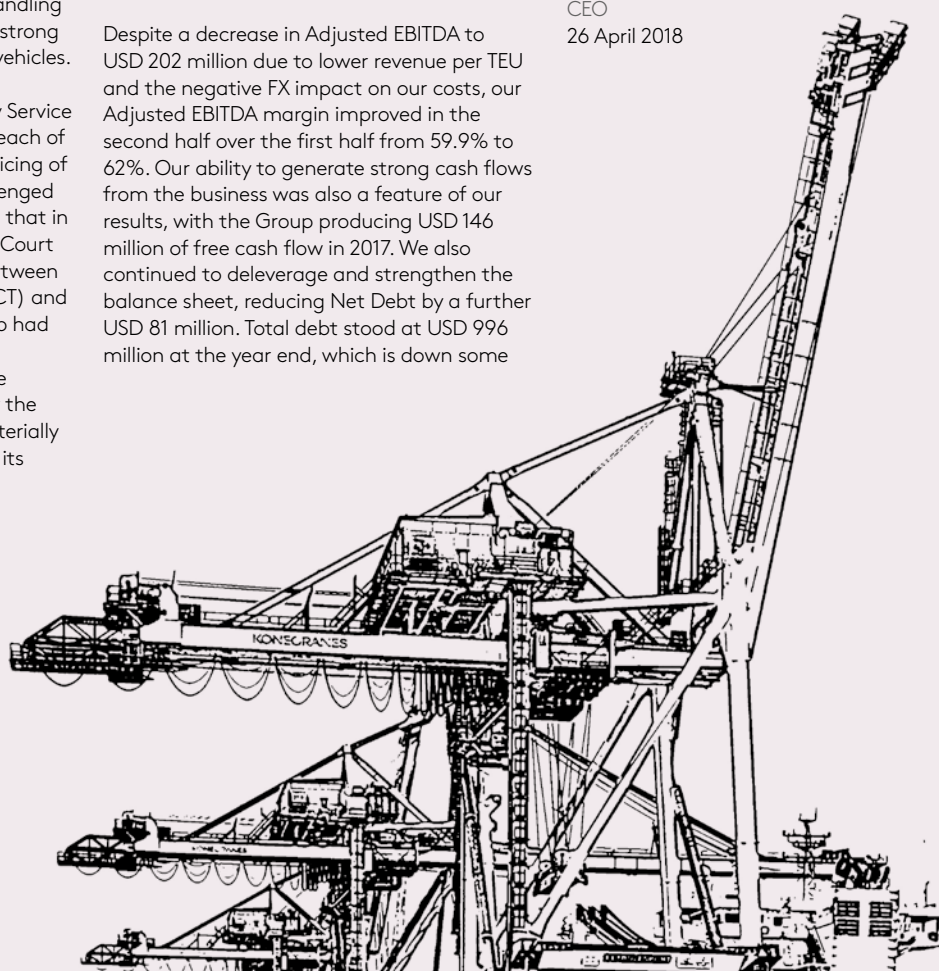 andling
strong
vehicles.
y Service
each of
icing of
enged
that in
Court
tween
CT) and
o had
e
the
terially
its
Despite a decrease in Adjusted EBITDA to
USD 202 million due to lower revenue per TEU
and the negative FX impact on our costs, our
Adjusted EBITDA margin improved in the
second half over the first half from 59.9% to
62%. Our ability to generate strong cash flows
from the business was also a feature of our
results, with the Group producing USD 146
million of free cash flow in 2017. We also
continued to deleverage and strengthen the
balance sheet, reducing Net Debt by a further
USD 81 million. Total debt stood at USD 996
million at the year end, which is down some
CEO
26 April 2018
KONECRANES